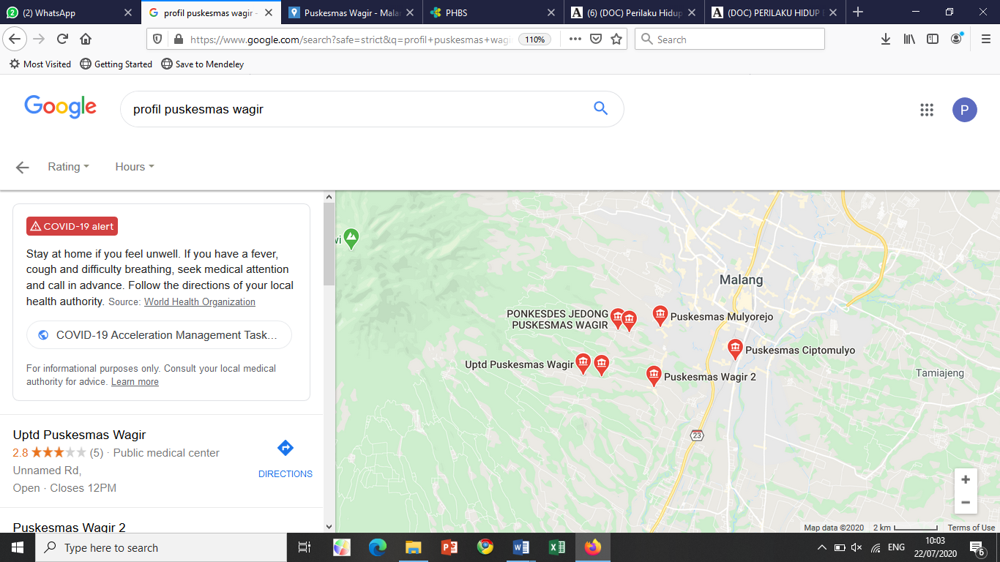 (2) WhatsApp
profil puskesmas wagir -
Puskesmas Wagir - Malan
PHBS
(6) (DOC) Perilaku Hidup
(DOC) PERILAKU HIDUP
https://www.google.com/search?safe=strict&q=profil+puskesmas+wagi
110%
Search
Most Visited
Getting Started
Save to Mendeley
Google
profil puskesmas wagir
P
Rating
Hours
COVID-19 alert
Stay at home if you feel unwell. If you have a fever,
cough and difficulty breathing, seek medical attention
and call in advance. Follow the directions of your local
health authority. Source: World Health Organization
COVID-19 Acceleration Management Task...
For informational purposes only. Consult your local medical
authority for advice. Learn more
Uptd Puskesmas Wagir
2.8 (5) · Public medical center
Unnamed Rd,
Open · Closes 12PM
DIRECTIONS
Puskesmas Wagir 2
wi
Malang
PONKESDES JEDONG
PUSKESMAS WAGIR
Puskesmas Mulyorejo
Puskesmas Ciptomulyo
Uptd Puskesmas Wagir
Puskesmas Wagir 2
Tamiajeng
23
Map data ©2020
2 km
Terms of Use
Type here to search
ENG
10:03
22/07/2020
6